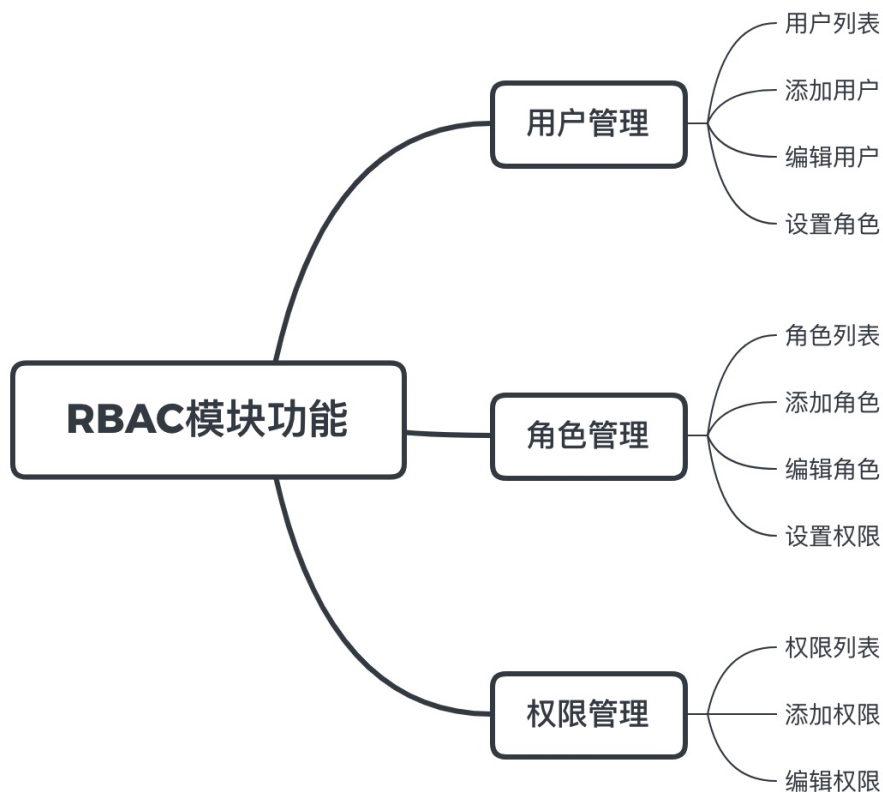 RBAC模块功能
用户管理
用户列表
添加用户
编辑用户
设置角色
角色管理
角色列表
添加角色
编辑角色
设置权限
权限管理
权限列表
添加权限
编辑权限